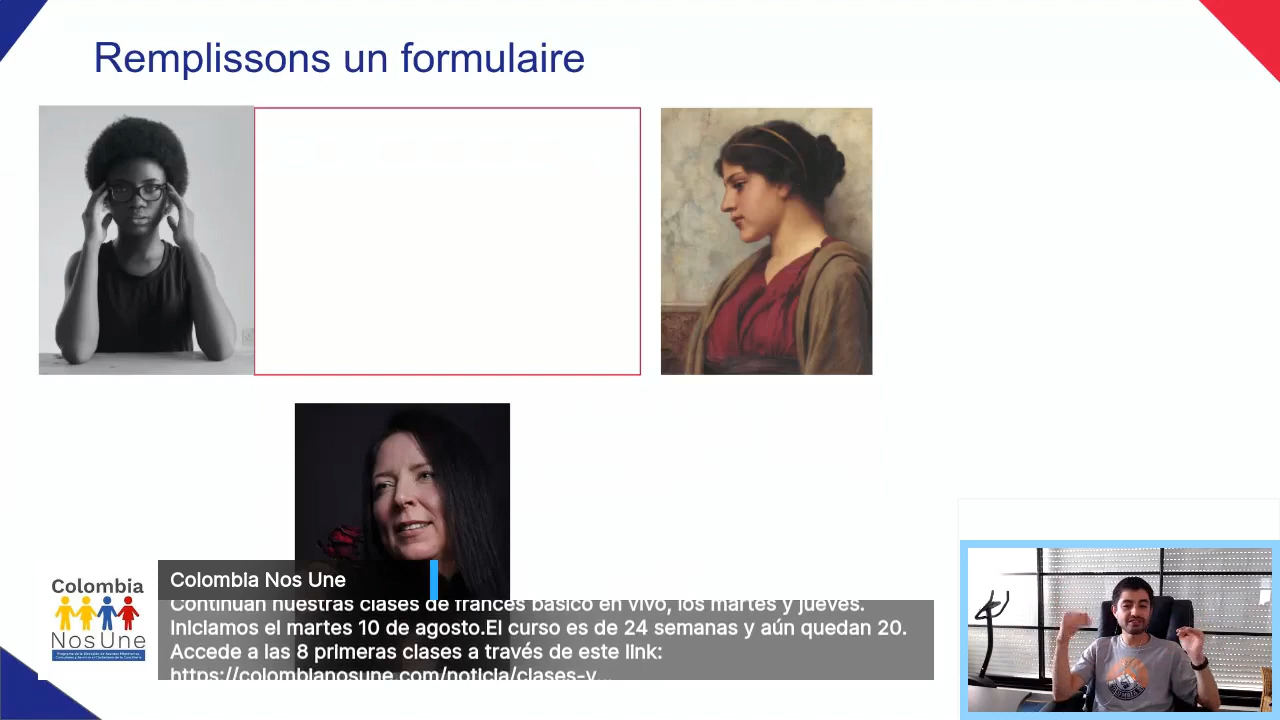 Remplissons un formulaire
Colombia Nos Une
Continúan nuestras clases de francés básico en vivo, los martes y jueves.
Iniciamos el martes 10 de agosto.El curso es de 24 semanas y aún quedan 20.
Accede a las 8 primeras clases a través de este link:
https://colombianosune.com/noticia/clases-y...
Colombia
NosUne